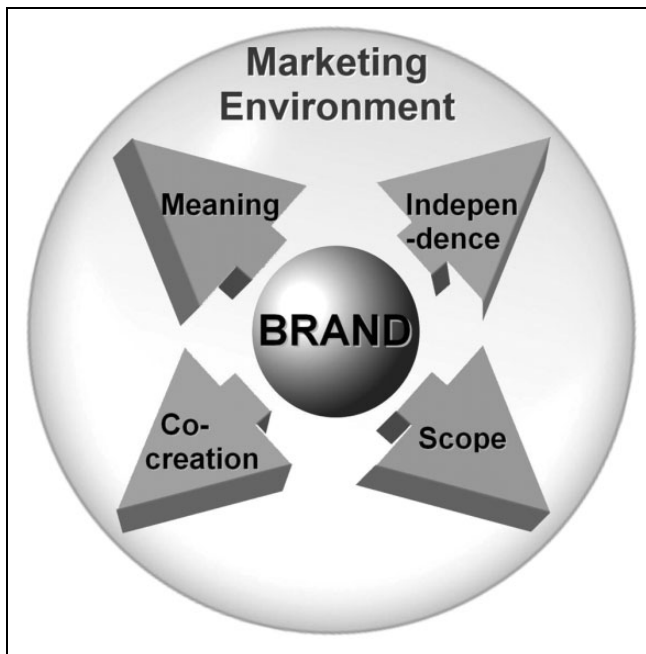 Marketing
Environment
Meaning
Indepen
-dence
BRAND
Co-
creation
Scope